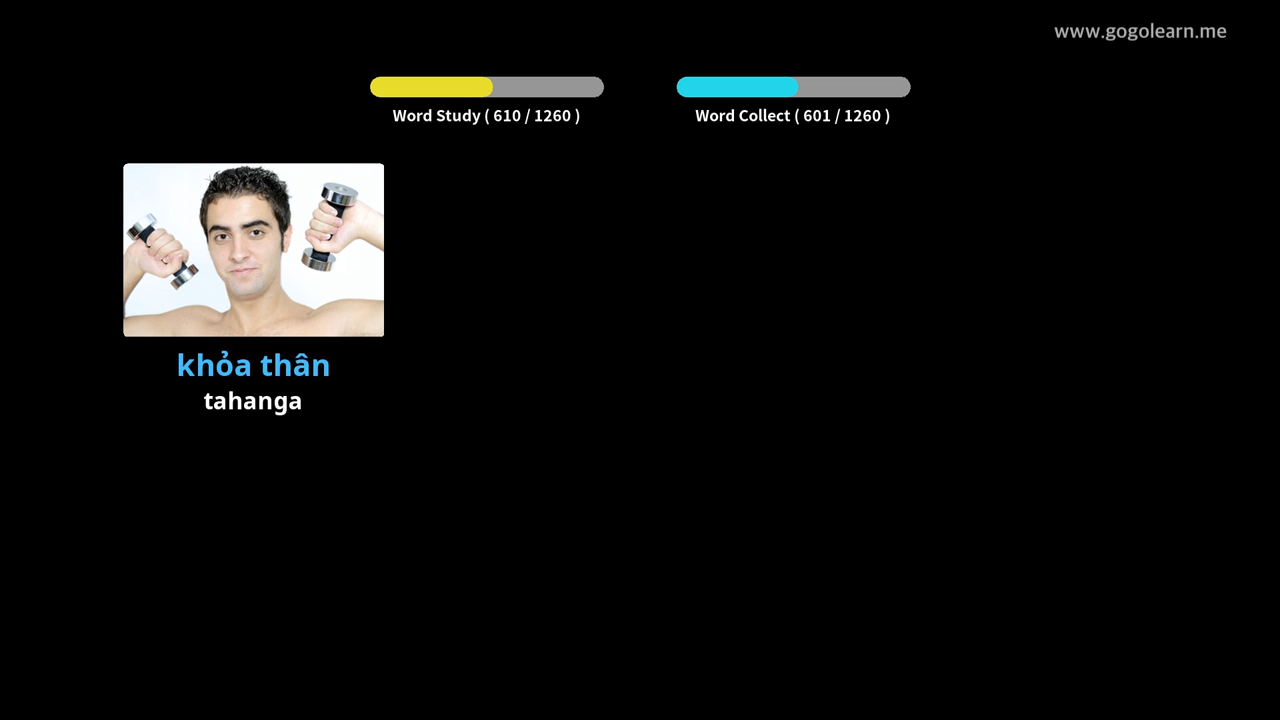 www.gogolearn.me
Word Study ( 610 / 1260 )
Word Collect ( 601 / 1260 )
khỏa thân
tahanga